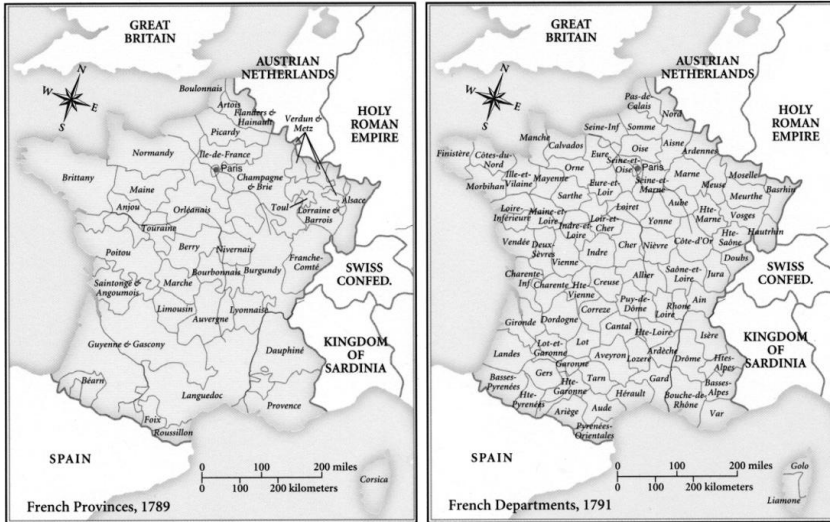 GREAT
BRITAIN
AUSTRIAN
NETHERLANDS
HOLY
ROMAN
EMPIRE
SWISS
CONFED.
KINGDOM
OF
SARDINIA
SPAIN
N
W
E
S
Boulonnais
Artois
Flanders &
Hainault
Verdun &
Metz
Picardy
Normandy
Île-de-France
Paris
Champagne
& Brie
Brittany
Maine
Anjou
Orléanais
Toul
Lorraine &
Barrois
Alsace
Touraine
Poitou
Berry
Nivernais
Franche-
Comté
Saintonge &
Angoumois
Marche
Bourbonnais
Burgundy
Limousin
Auvergne
Lyonnaise
Guyenne & Gascony
Dauphiné
Béarn
Languedoc
Provence
Foix
Roussillon
Corsica
0 100 200 miles
0 100 200 kilometers
French Provinces, 1789
GREAT
BRITAIN
AUSTRIAN
NETHERLANDS
HOLY
ROMAN
EMPIRE
SWISS
CONFED.
KINGDOM
OF
SARDINIA
SPAIN
N
W
E
S
Pas-de-
Calais
Nord
Seine-Inf
Somme
Manche
Calvados
Eure
Oise
Aisne
Ardennes
Finistère
Côtes-du-
Nord
Seine-et-
Oise
Paris
Marne
Moselle
Basrhin
Morbihan
Ille-et-
Vilaine
Mayenne
Orne
Eure-et-
Loir
Seine-et-
Marne
Meuse
Meurthe
Sarthe
Aube
Hte-
Marne
Vosges
Loire-
Inférieure
Maine-et-
Loire
Indre-et-
Loire
Loir-et-
Cher
Loiret
Yonne
Hte-
Saône
Hautrhin
Vendée
Deux-
Sèvres
Vienne
Indre
Cher
Nièvre
Côte-d'Or
Doubs
Saône-et-
Loire
Jura
Charente-
Inf
Charente
Hte-
Vienne
Creuse
Allier
Ain
Puy-de-
Dôme
Rhone
Loire
Correze
Gironde
Dordogne
Cantal
Hte-Loire
Isère
Landes
Lot-et-
Garonne
Lot
Aveyron
Lozere
Ardèche
Drôme
Htes-
Alpes
Garonne
Basses-
Pyrenées
Gers
Hte-
Garonne
Tarn
Gard
Basses-
Alpes
Hte-
Pyrenées
Hérault
Bouche-de-
Rhône
Var
Ariége
Aude
Pyrenées-
Orientales
Golo
Liamone
0 100 200 miles
0 100 200 kilometers
French Departments, 1791